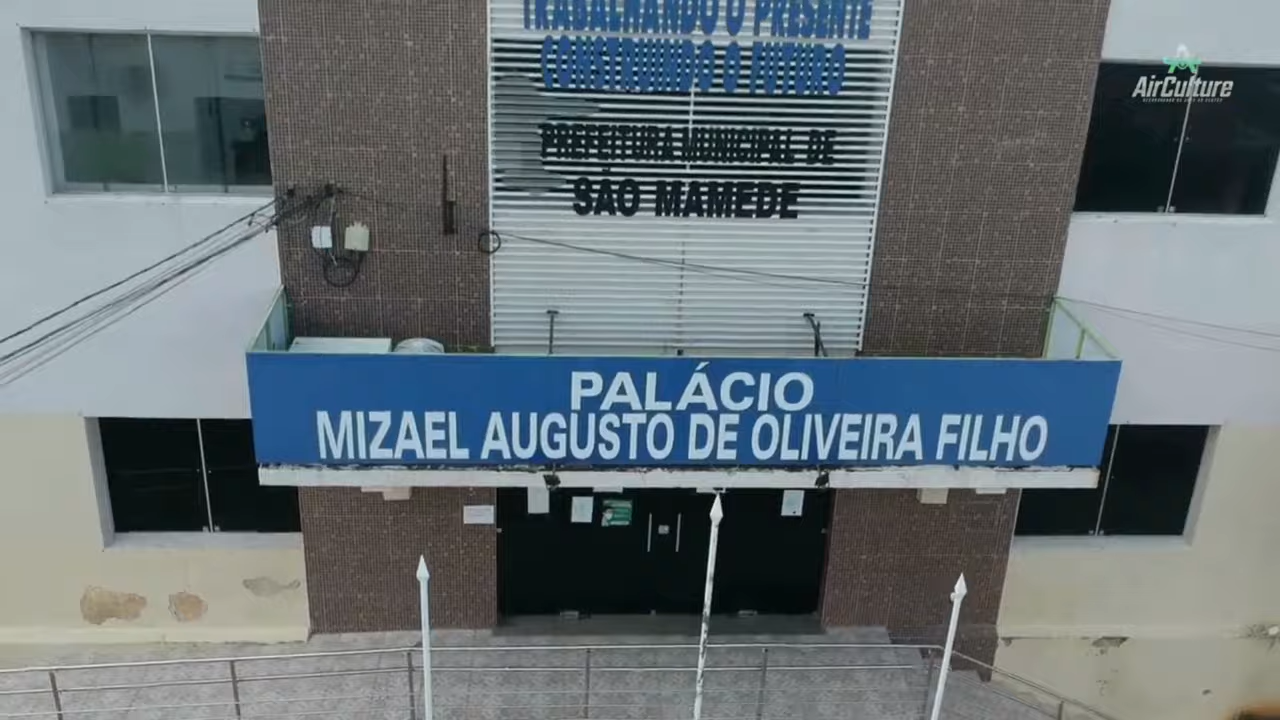 TRABALHANDO O PRESENTE
CONSTRUINDO O FUTURO
AirCulture
PREFEITURA MUNICIPAL DE
SÃO MAMEDE
PALÁCIO
MIZAEL AUGUSTO DE OLIVEIRA FILHO